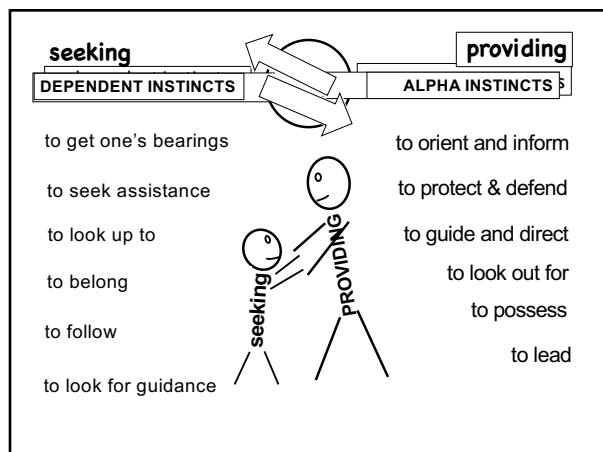 seeking
providing
DEPENDENT INSTINCTS
ALPHA INSTINCTS
to get one's bearings
to orient and inform
to seek assistance
to protect & defend
to look up to
to guide and direct
to belong
to look out for
to possess
to follow
to lead
to look for guidance
seeking
PROVIDING